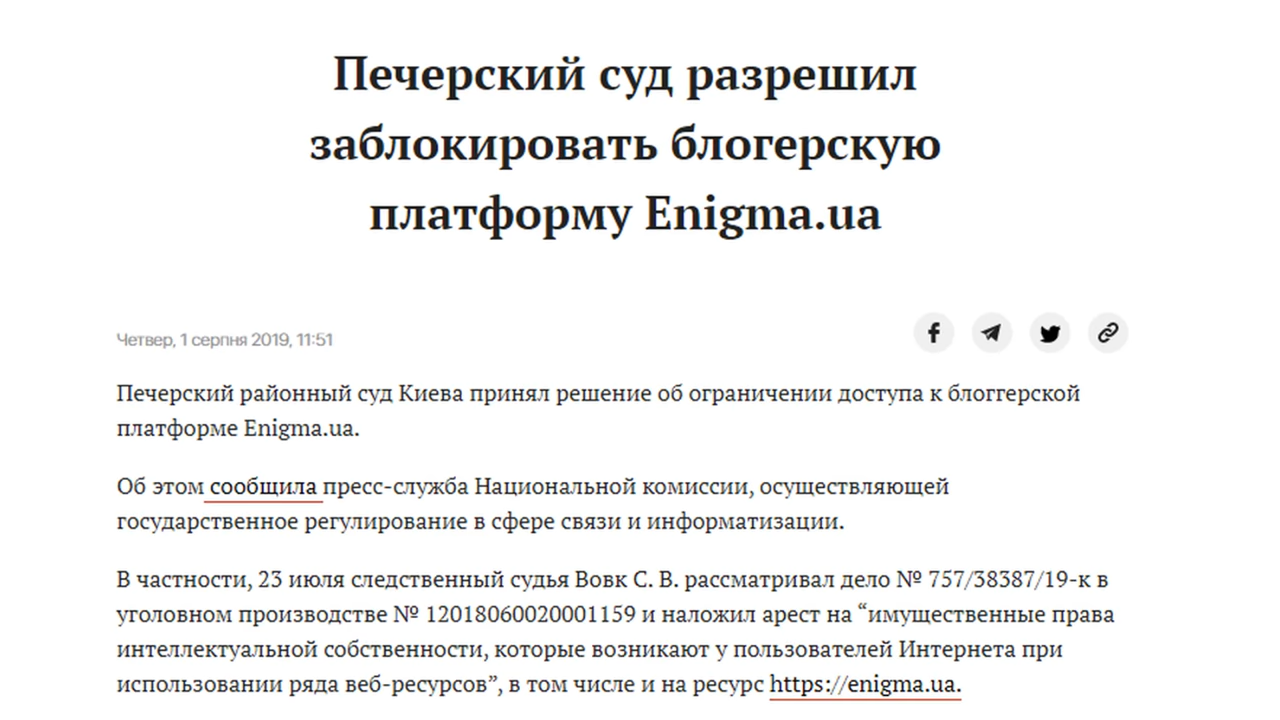 Печерский суд разрешил
заблокировать блогерскую
платформу Enigma.ua
Четвер, 1 серпня 2019, 11:51
Печерский районный суд Киева принял решение об ограничении доступа к блоггерской
платформе Enigma.ua.
Об этом сообщила пресс-служба Национальной комиссии, осуществляющей
государственное регулирование в сфере связи и информатизации.
В частности, 23 июля следственный судья Вовк С. В. рассматривал дело № 757/38387/19-к в
уголовном производстве № 12018060020001159 и наложил арест на “имущественные права
интеллектуальной собственности, которые возникают у пользователей Интернета при
использовании ряда веб-ресурсов”, в том числе и на ресурс https://enigma.ua.